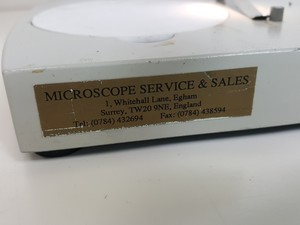 MICROSCOPE SERVICE & SALES
1, Whitehall Lane, Egham
Surrey, TW20 9NE, England
Tel: (0784) 432694 Fax: (0784) 438594